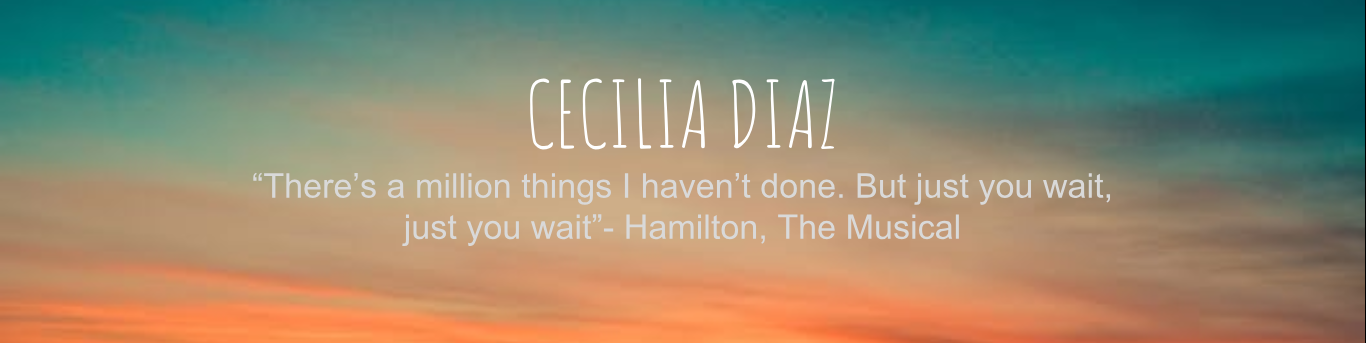 CECILIA DIAZ
“There’s a million things I haven’t done. But just you wait,
just you wait”- Hamilton, The Musical